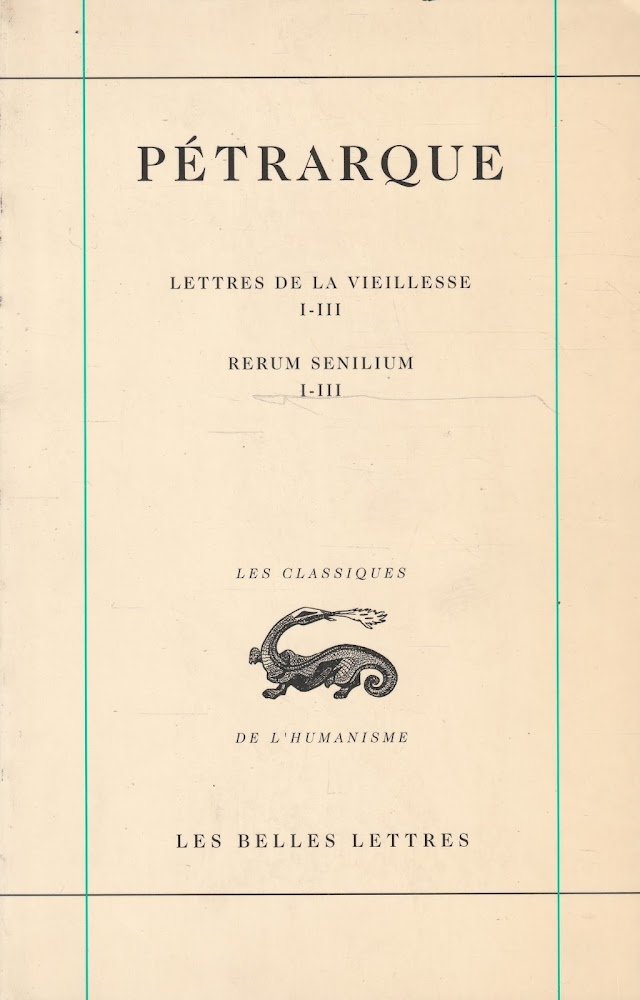 PÉTRARQUE
LETTRES DE LA VIEILLESSE
I-III
RERUM SENILIUM
I-III
LES CLASSIQUES
DE L'HUMANISME
LES BELLES LETTRES